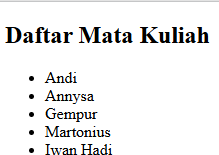 Daftar Mata Kuliah
Andi
Annysa
Gempur
Martonius
Iwan Hadi